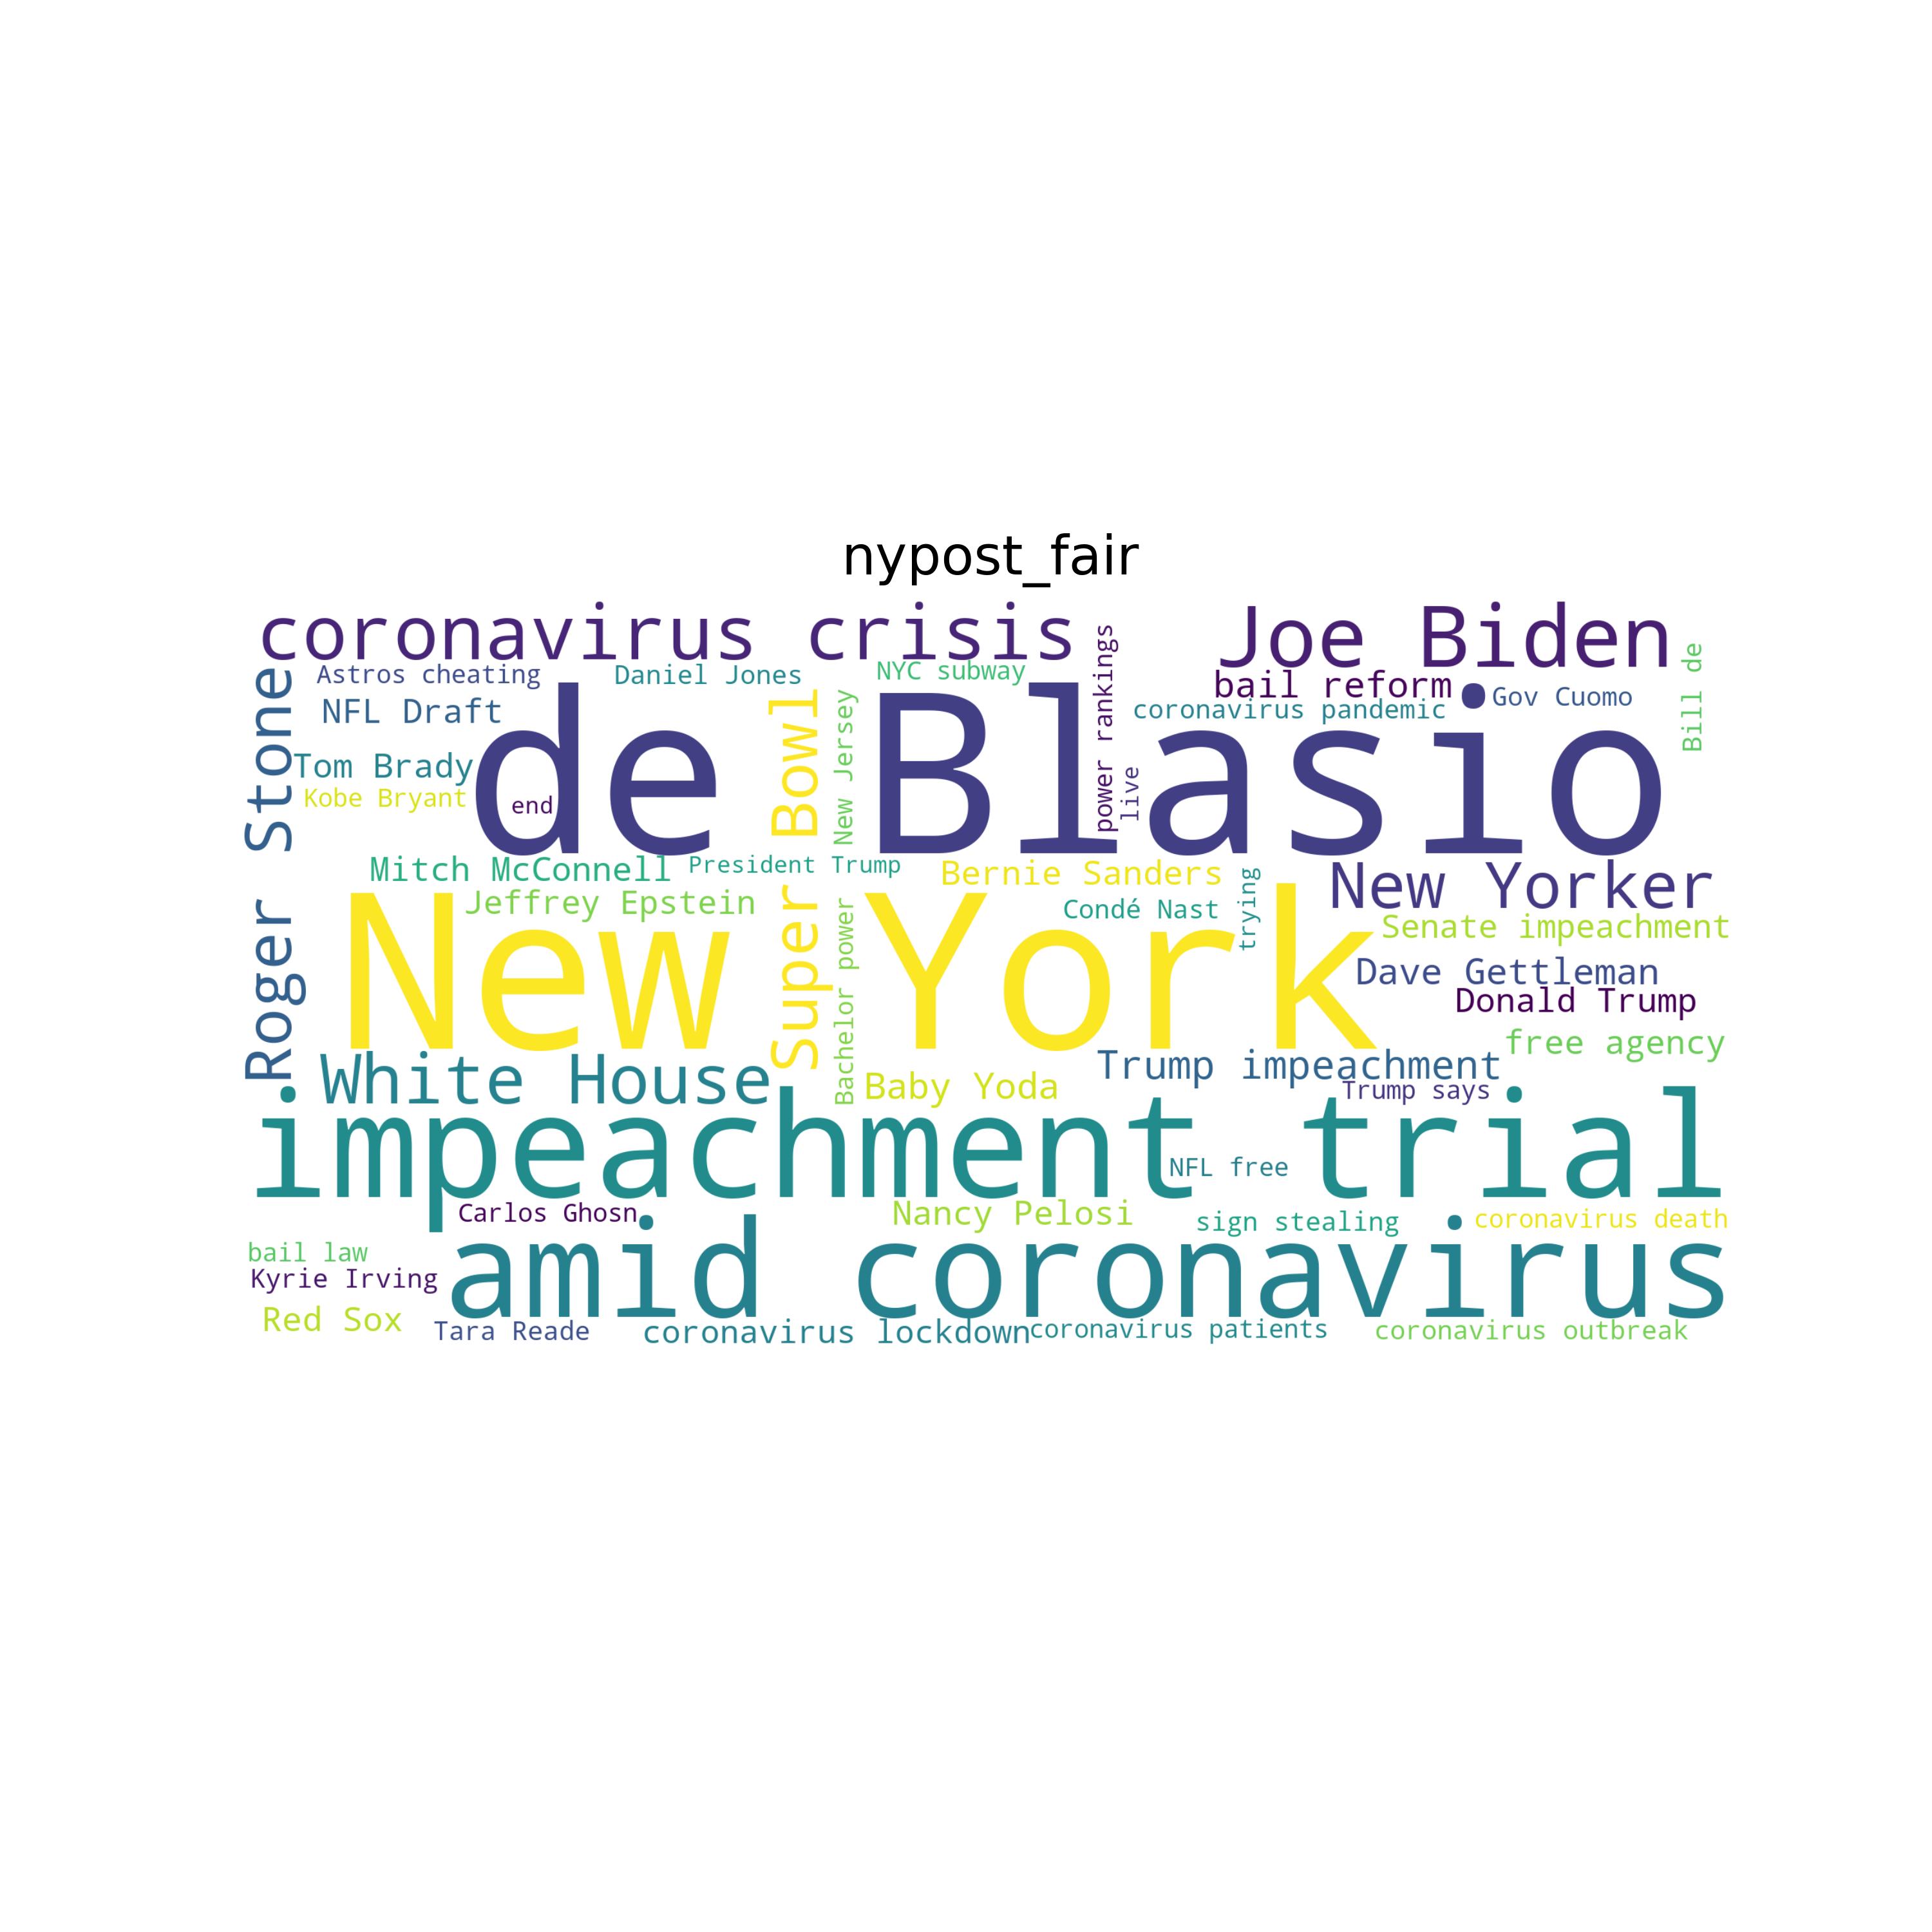 nypost_fair
coronavirus crisis
Joe Biden
Astros cheating
Daniel Jones
NYC subway
power rankings
bail reform
Bill de
NFL Draft
coronavirus pandemic
Gov Cuomo
Roger Stone
de Blasio
Super Bowl
New Jersey
live
Tom Brady
Kobe Bryant
end
Mitch McConnell
President Trump
Bernie Sanders
New Yorker
Jeffrey Epstein
Condé Nast
trying
Senate impeachment
New York
Bachelor power
Dave Gettleman
Donald Trump
free agency
White House
Baby Yoda
Trump impeachment
Trump says
impeachment trial
NFL free
Carlos Ghosn
Nancy Pelosi
sign stealing
coronavirus death
bail law
amid coronavirus
Kyrie Irving
Red Sox
Tara Reade
coronavirus lockdown
coronavirus patients
coronavirus outbreak